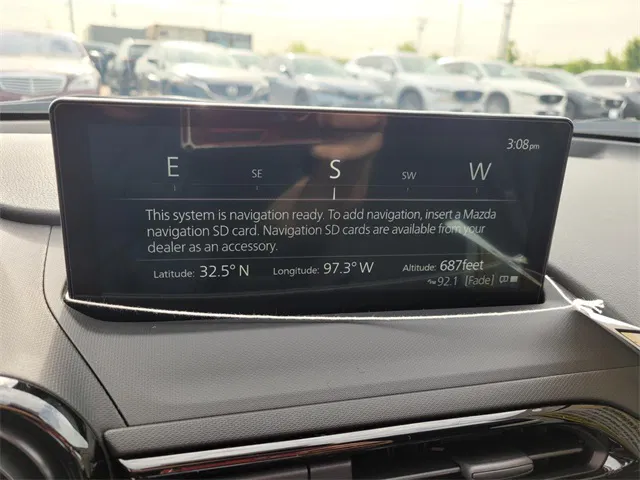 3:08pm
E SE S SW W
This system is navigation ready. To add navigation, insert a Mazda
navigation SD card. Navigation SD cards are available from your
dealer as an accessory.
Latitude: 32.5° N Longitude: 97.3° W Altitude: 687feet
92.1 [Fade]